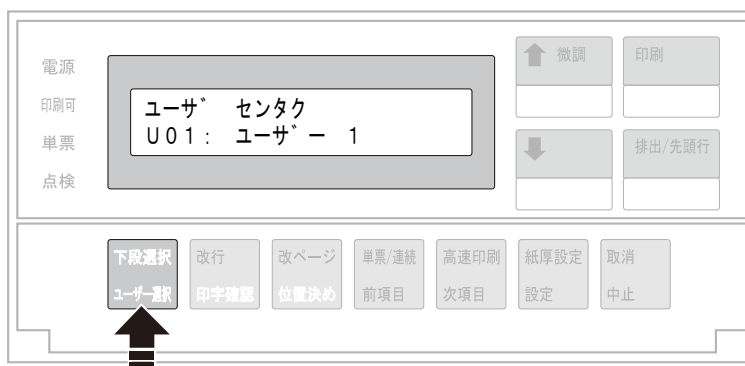 電源
印刷可
単票
点検
ユーザ゛ センタク
U01: ユーザ゛ー 1
微調
印刷
排出/先頭行
下段選択
ユーザー選択
改行
印字確認
改ページ
位置決め
単票/連続
前項目
高速印刷
次項目
紙厚設定
設定
取消
中止